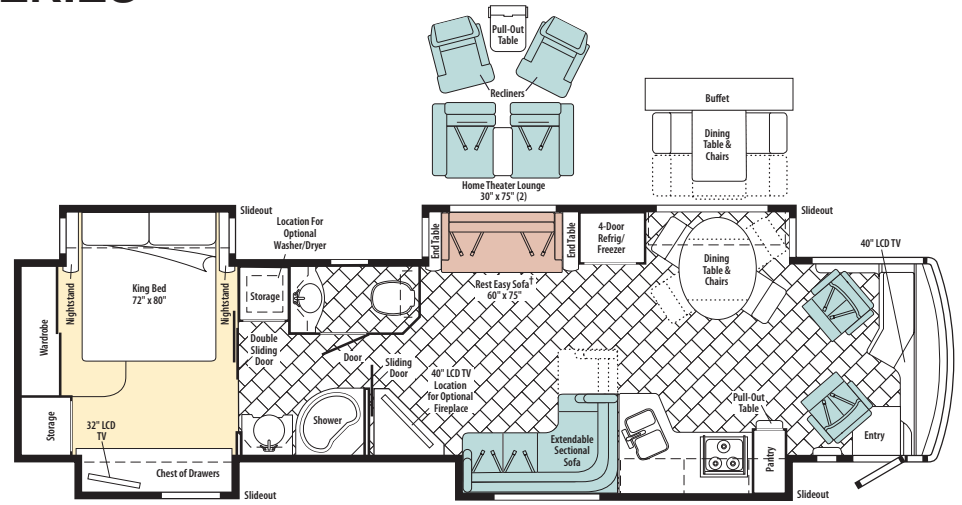 Pull-Out
Table
Recliners
Buffet
Dining
Table &
Chairs
Home Theater Lounge
30" x 75" (2)
Slideout
Location For
Optional
Washer/Dryer
End Table
End Table
4-Door
Refrig/
Freezer
Slideout
40" LCD TV
Rest Easy Sofa†
60" x 75"
Dining
Table &
Chairs
King Bed
72" x 80"
Nightstand
Nightstand
Storage
Wardrobe
Double
Sliding
Door
Door
Sliding
Door
40" LCD TV
Location
for Optional
Fireplace
Pull-Out
Table
Storage
32" LCD
TV
Shower
Extendable
Sectional
Sofa
Pantry
Entry
Chest of Drawers
Slideout
Slideout